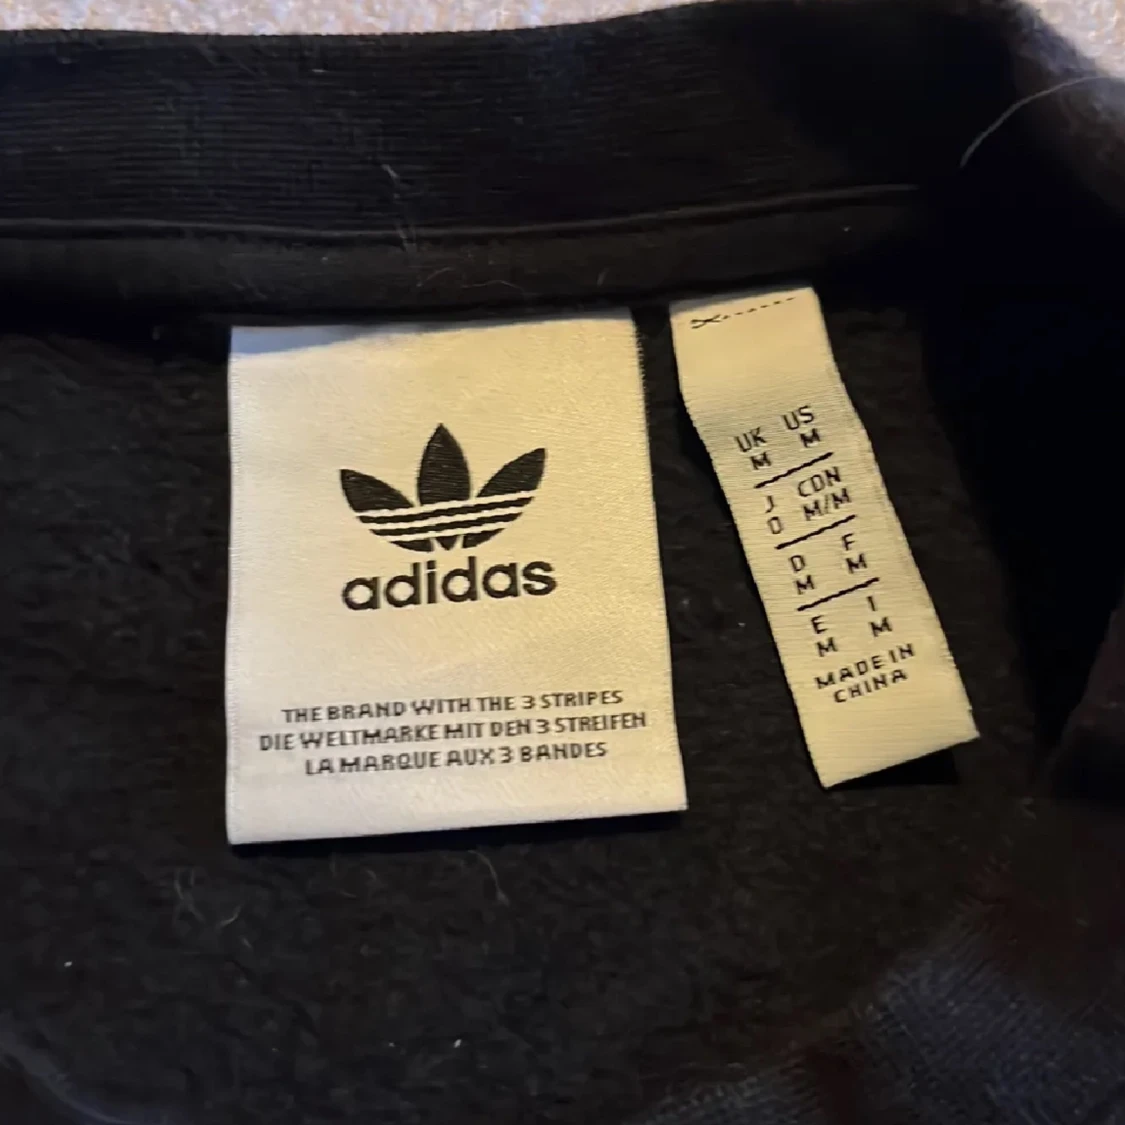 adidas
THE BRAND WITH THE 3 STRIPES
DIE WELTMARKE MIT DEN 3 STREIFEN
LA MARQUE AUX 3 BANDES
UK US
M M
J CDN
O M/M
D F
M M
E I
M M
MADE IN
CHINA